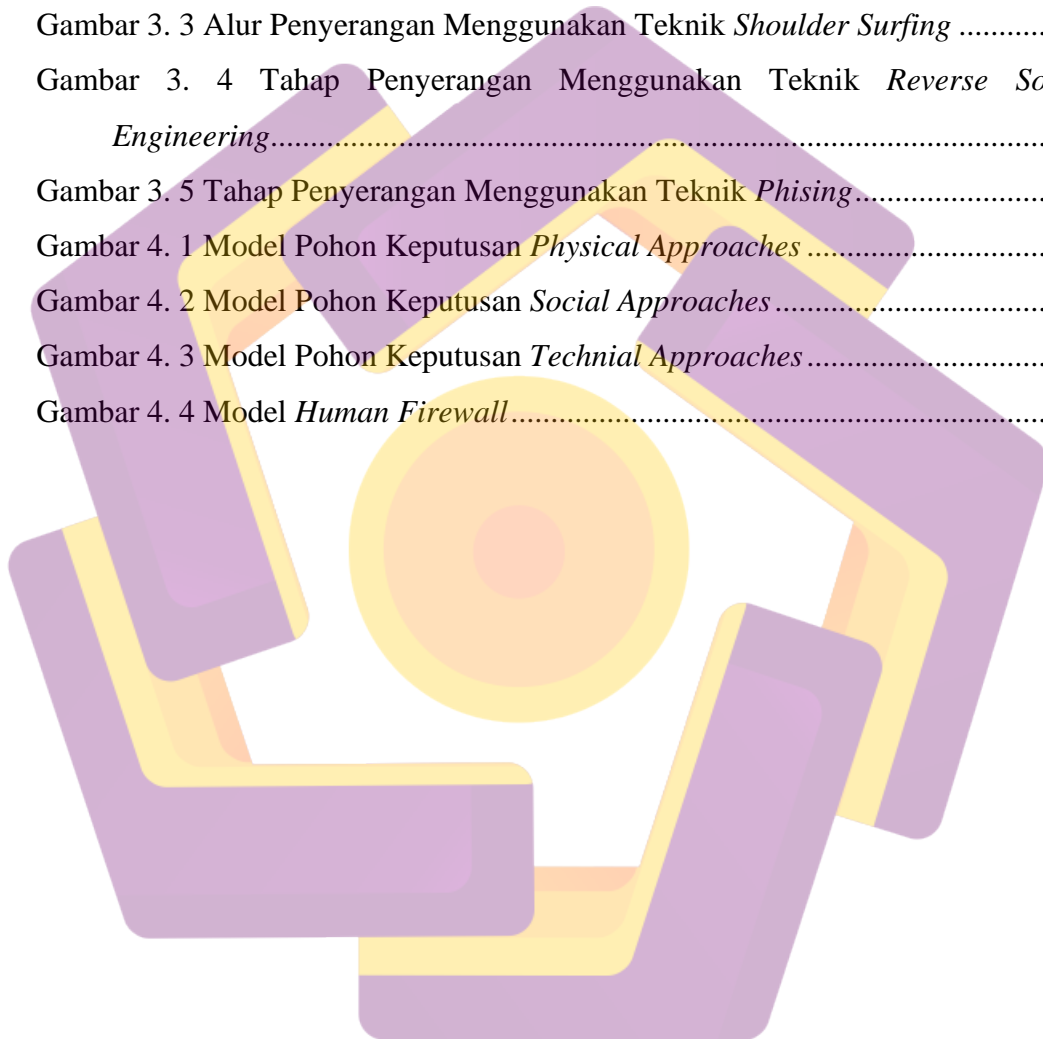 Gambar 3. 3 Alur Penyerangan Menggunakan Teknik Shoulder Surfing ...........
Gambar 3. 4 Tahap Penyerangan Menggunakan Teknik Reverse So
Engineering....................................................................................................
Gambar 3. 5 Tahap Penyerangan Menggunakan Teknik Phising........................
Gambar 4. 1 Model Pohon Keputusan Physical Approaches ..............................
Gambar 4. 2 Model Pohon Keputusan Social Approaches..................................
Gambar 4. 3 Model Pohon Keputusan Technial Approaches..............................
Gambar 4. 4 Model Human Firewall....................................................................